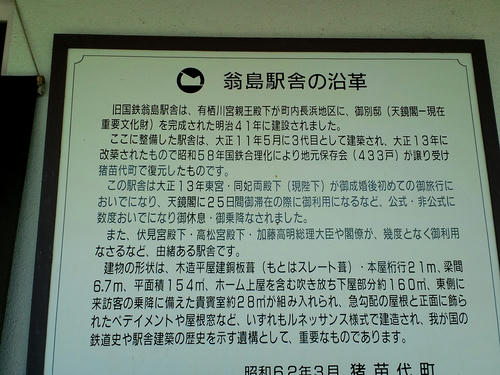 翁島駅舎の沿革
旧国鉄翁島駅舎は、有栖川宮親王殿下が町内長浜地区に、御別邸(天鏡閣ー現在
重要文化財)を完成された明治41年に建設されました。
ここに整備した駅舎は、大正11年5月に3代目として建築され、大正13年に
改築されたもので昭和58年国鉄合理化により地元保存会(433戸)が譲り受け
猪苗代町で復元したものです。
この駅舎は大正13年東宮・同妃両殿下(現陛下)が御成婚後初めての御旅行に
おいでになり、天鏡閣に25日間御滞在の際に御利用になるなど、公式・非公式に
数度おいでになり御休息・御乗降なされました。
また、伏見宮殿下・高松宮殿下・加藤高明総理大臣や閣僚が、幾度となく御利用
なさるなど、由緒ある駅舎です。
建物の形状は、木造平屋建銅板葺(もとはスレート葺)・本屋桁行21m、梁間
6.7m、平面積154㎡、ホーム上屋を含む吹き放ち下屋部分約160㎡、東側に
来訪客の乗降に備えた貴賓室約28㎡が組み入れられ、急勾配の屋根と正面に飾ら
れたペデイメントや屋根窓など、いずれもルネッサンス様式で建造され、我が国の
鉄道史や駅舎建築の歴史を示す遺構として、重要なものであります。
昭和62年3月 猪苗代町